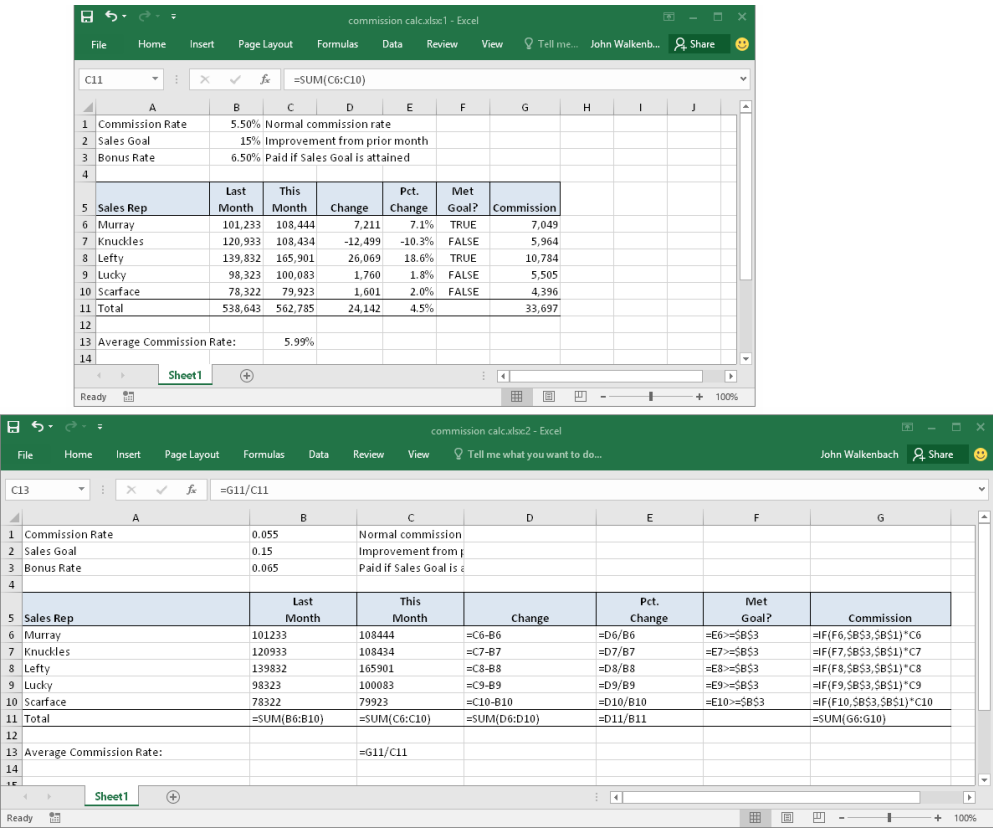 commission calc.xlsx:1 - Excel
File Home Insert Page Layout Formulas Data Review View Tell me... John Walkenb... Share
C11 fx =SUM(C6:C10)
A B C D E F G H I J
1 Commission Rate 5.50% Normal commission rate
2 Sales Goal 15% Improvement from prior month
3 Bonus Rate 6.50% Paid if Sales Goal is attained
4
Last This Pct. Met
5 Sales Rep Month Month Change Change Goal? Commission
6 Murray 101,233 108,444 7,211 7.1% TRUE 7,049
7 Knuckles 120,933 108,434 -12,499 -10.3% FALSE 5,964
8 Lefty 139,832 165,901 26,069 18.6% TRUE 10,784
9 Lucky 98,323 100,083 1,760 1.8% FALSE 5,505
10 Scarface 78,322 79,923 1,601 2.0% FALSE 4,396
11 Total 538,643 562,785 24,142 4.5% 33,697
12
13 Average Commission Rate: 5.99%
14
Sheet1
Ready 100%
commission calc.xlsx:2 - Excel
File Home Insert Page Layout Formulas Data Review View Tell me what you want to do... John Walkenbach Share
C13 fx =G11/C11
A B C D E F G
1 Commission Rate 0.055 Normal commission
2 Sales Goal 0.15 Improvement from p
3 Bonus Rate 0.065 Paid if Sales Goal is a
4
Last This Pct. Met
5 Sales Rep Month Month Change Change Goal? Commission
6 Murray 101233 108444 =C6-B6 =D6/B6 =E6>=$B$3 =IF(F6,$B$3,$B$1)*C6
7 Knuckles 120933 108434 =C7-B7 =D7/B7 =E7>=$B$3 =IF(F7,$B$3,$B$1)*C7
8 Lefty 139832 165901 =C8-B8 =D8/B8 =E8>=$B$3 =IF(F8,$B$3,$B$1)*C8
9 Lucky 98323 100083 =C9-B9 =D9/B9 =E9>=$B$3 =IF(F9,$B$3,$B$1)*C9
10 Scarface 78322 79923 =C10-B10 =D10/B10 =E10>=$B$3 =IF(F10,$B$3,$B$1)*C10
11 Total =SUM(B6:B10) =SUM(C6:C10) =SUM(D6:D10) =D11/B11 =SUM(G6:G10)
12
13 Average Commission Rate: =G11/C11
14
15
Sheet1
Ready 100%